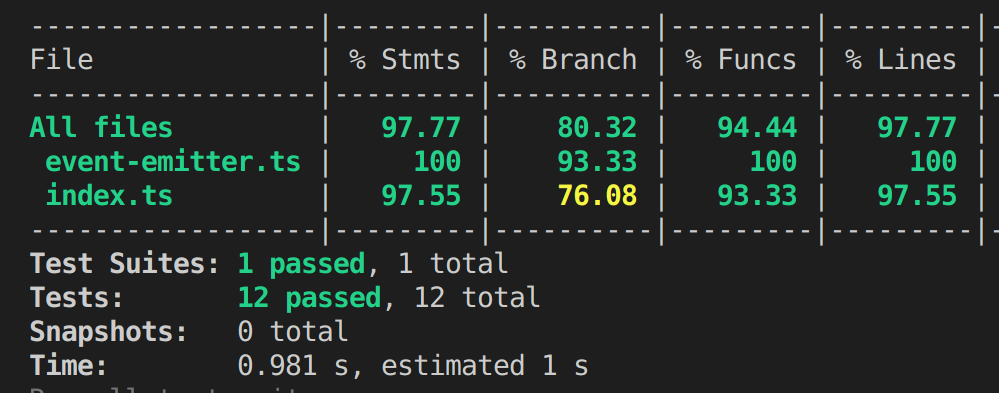 ------------------|---------|----------|---------|---------|-
File              | % Stmts | % Branch | % Funcs | % Lines |
------------------|---------|----------|---------|---------|-
All files         |   97.77 |    80.32 |   94.44 |   97.77 |
 event-emitter.ts |     100 |    93.33 |     100 |     100 |
 index.ts         |   97.55 |    76.08 |   93.33 |   97.55 |
------------------|---------|----------|---------|---------|-
Test Suites: 1 passed, 1 total
Tests:       12 passed, 12 total
Snapshots:   0 total
Time:        0.981 s, estimated 1 s